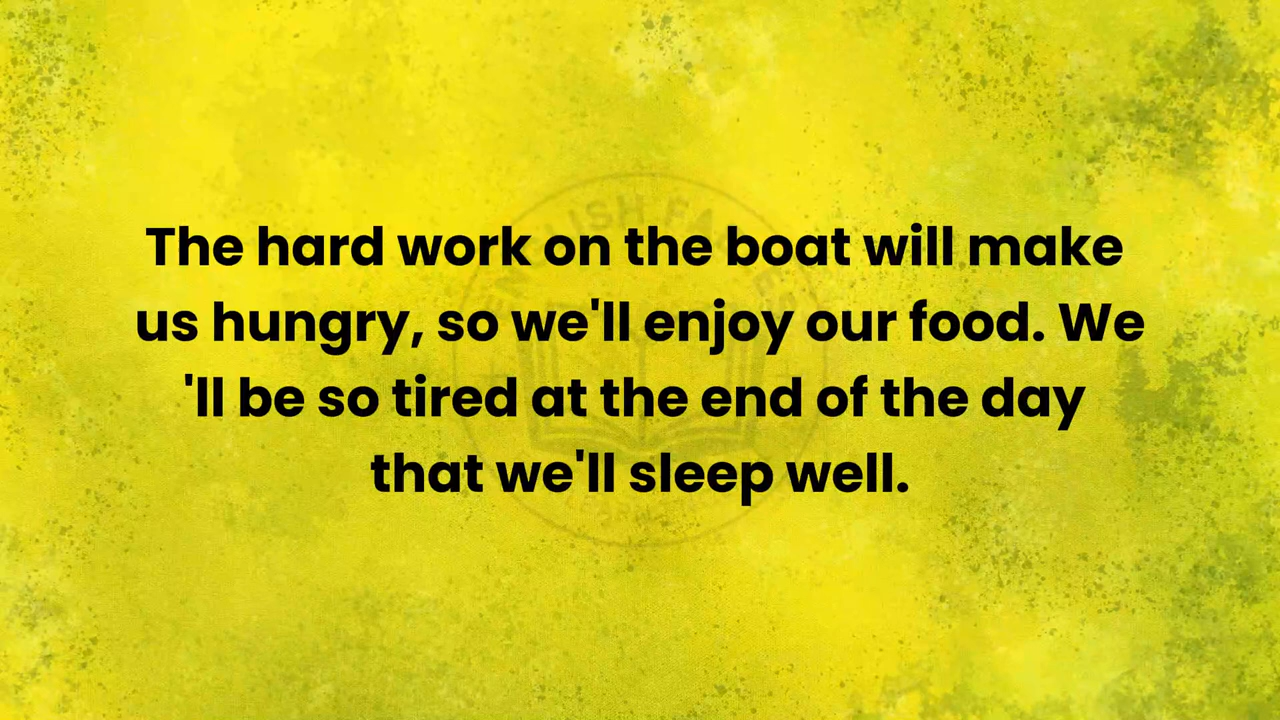 The hard work on the boat will make
us hungry, so we'll enjoy our food. We
'll be so tired at the end of the day
that we'll sleep well.